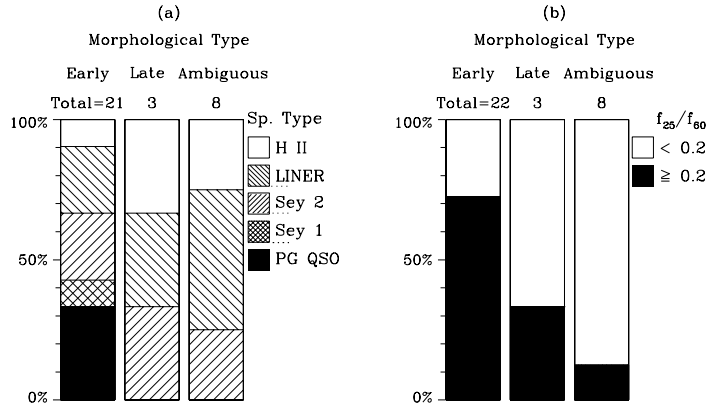 (a)
Morphological Type
Early Late Ambiguous
Total=21 3 8
100%
50%
0%
Sp. Type
H II
LINER
Sey 2
Sey 1
PG QSO
(b)
Morphological Type
Early Late Ambiguous
Total=22 3 8
100%
50%
0%
f25/f60
< 0.2
≧ 0.2